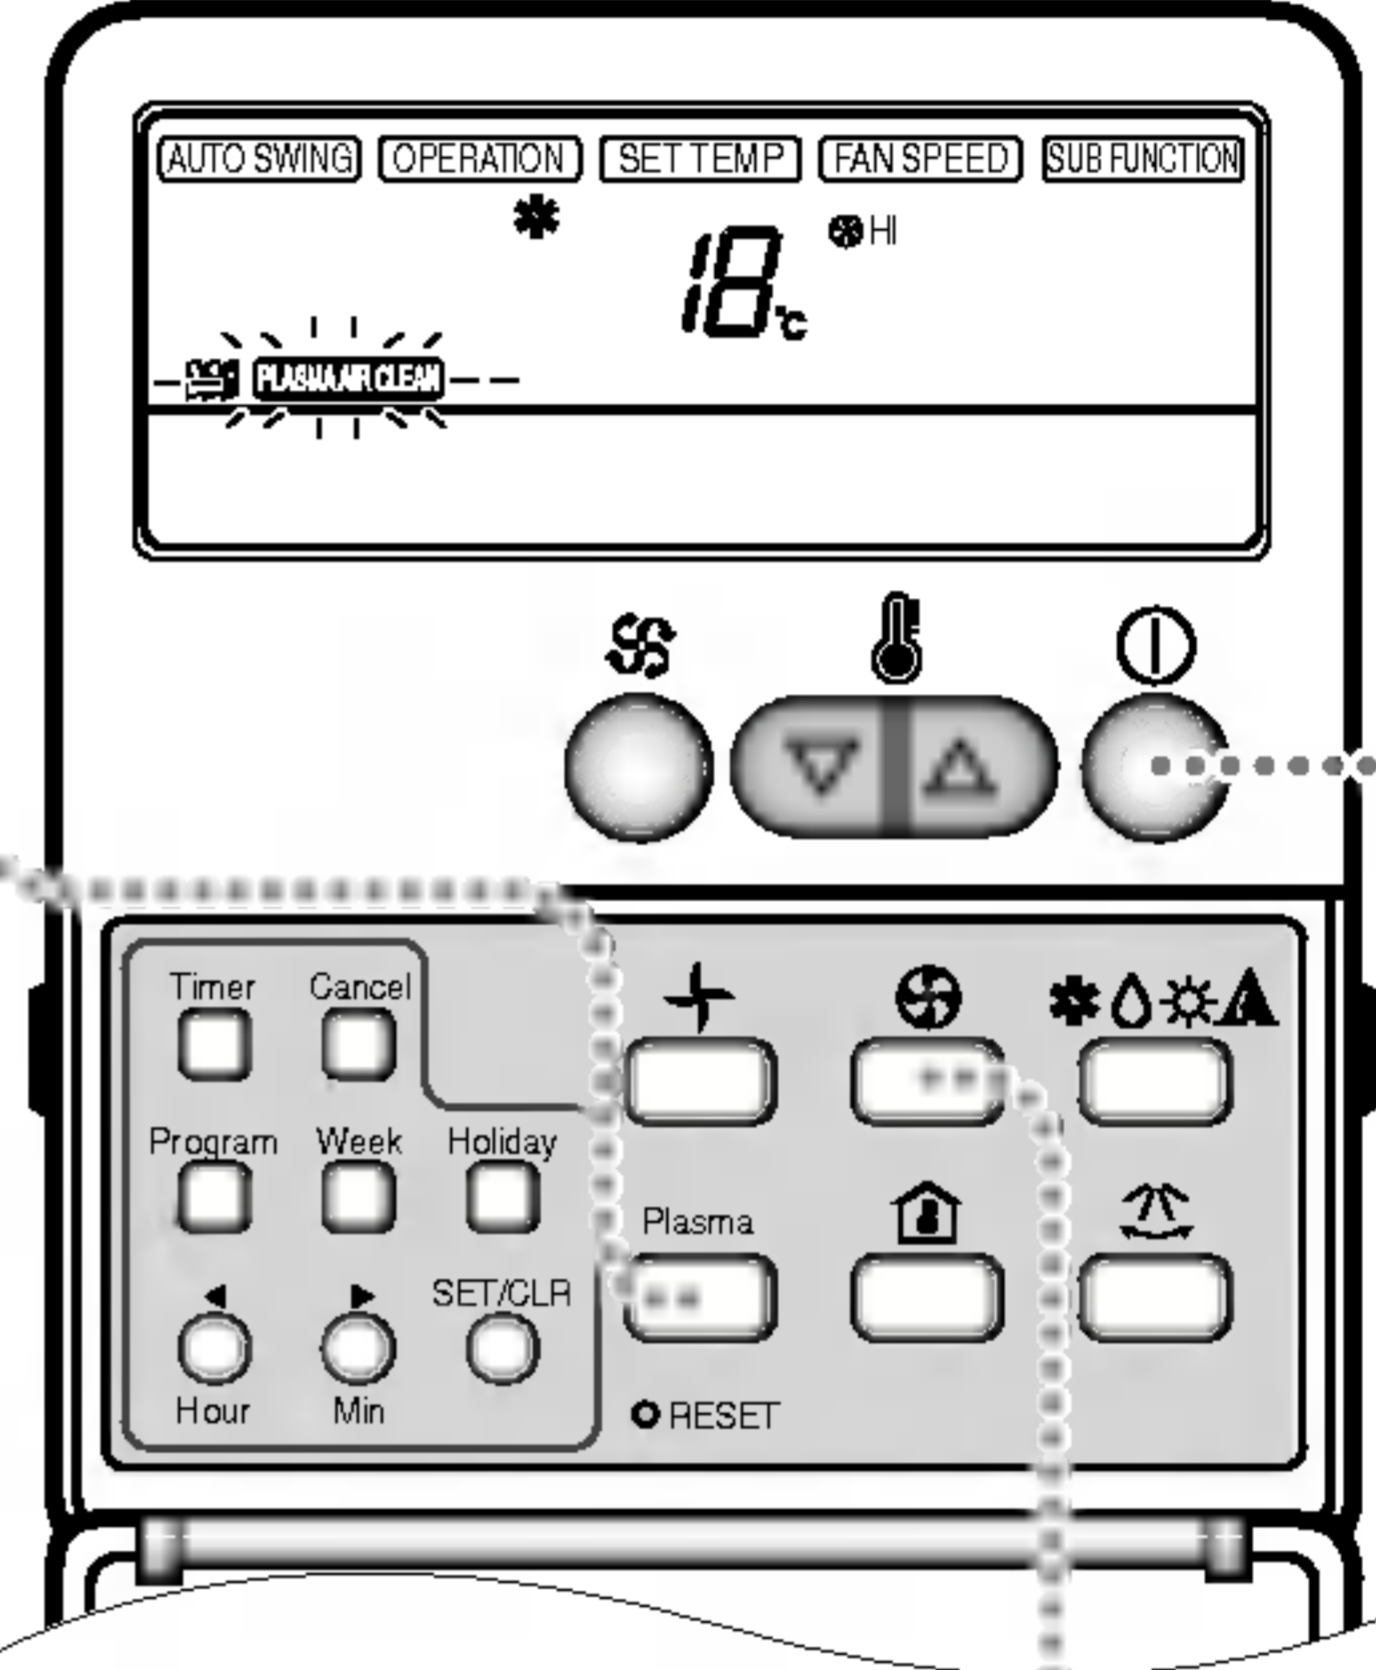 AUTO SWING OPERATION SET TEMP FAN SPEED SUB FUNCTION
HI
18°C
PLASMA AIR CLEAN
Timer Cancel
Program Week Holiday
Plasma
SET/CLR
Hour Min
RESET